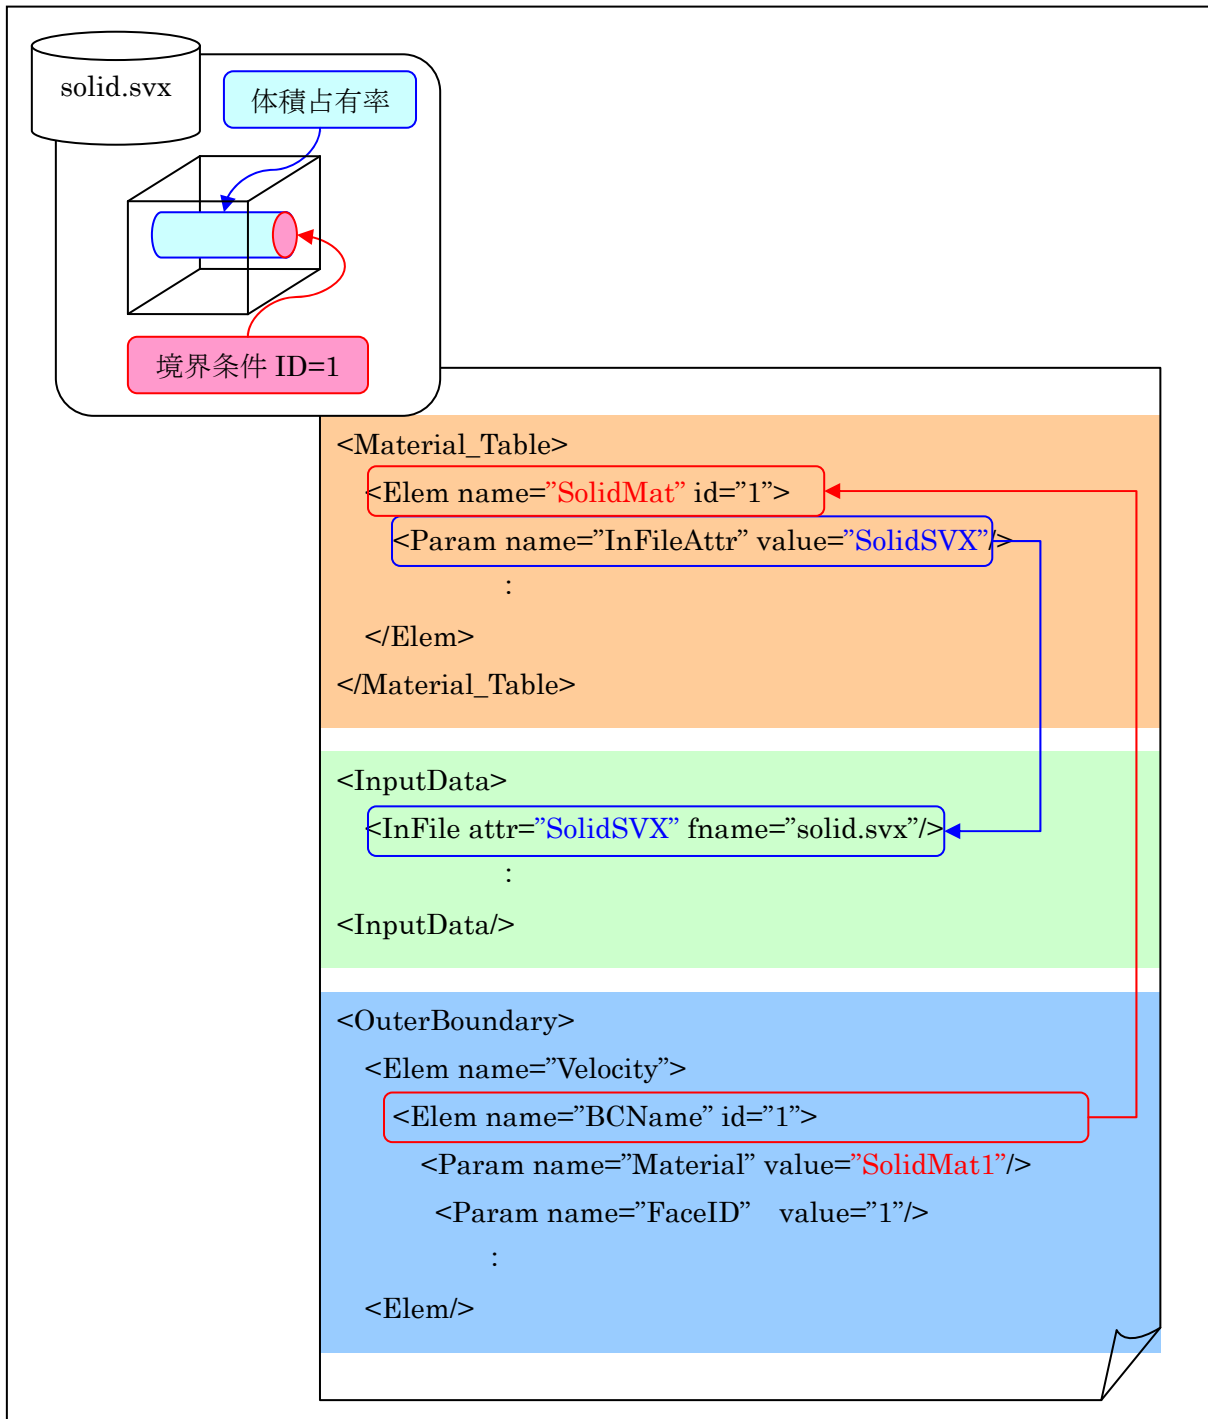 solid.svx
体積占有率
境界条件 ID=1
<Material_Table>
<Elem name=”SolidMat” id=”1”>
<Param name=”InFileAttr” value=”SolidSVX”/>
:
</Elem>
</Material_Table>
<InputData>
<InFile attr=”SolidSVX” fname=”solid.svx”/>
:
<InputData/>
<OuterBoundary>
<Elem name=”Velocity”>
<Elem name=”BCName” id=”1”>
<Param name=”Material” value=”SolidMat1”/>
<Param name=”FaceID” value=”1”/>
:
<Elem/>